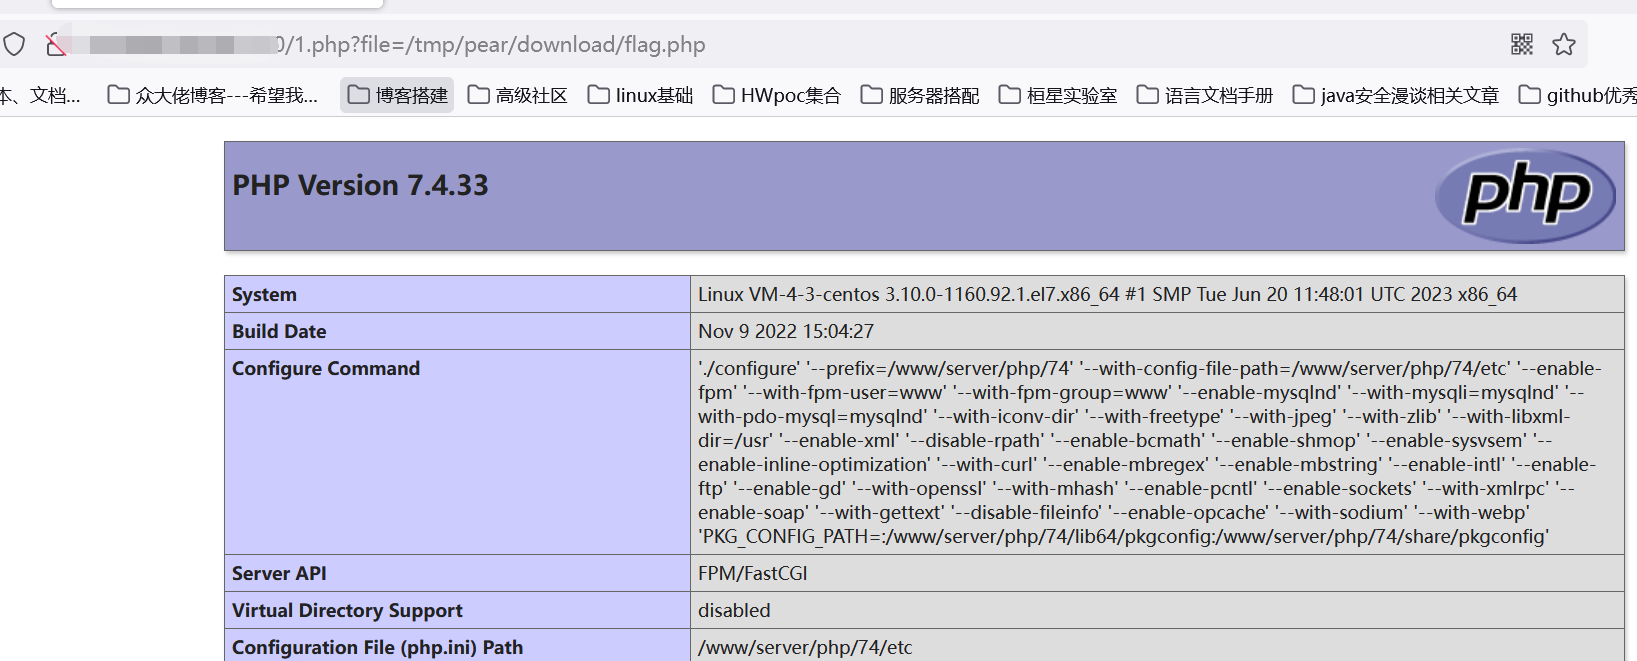 0/1.php?file=/tmp/pear/download/flag.php
本、文档...
众大佬博客---希望我...
博客搭建
高级社区
linux基础
HWpoc集合
服务器搭配
桓星实验室
语言文档手册
java安全漫谈相关文章
github优秀
PHP Version 7.4.33
php
System
Linux VM-4-3-centos 3.10.0-1160.92.1.el7.x86_64 #1 SMP Tue Jun 20 11:48:01 UTC 2023 x86_64
Build Date
Nov 9 2022 15:04:27
Configure Command
'./configure' '--prefix=/www/server/php/74' '--with-config-file-path=/www/server/php/74/etc' '--enable-
fpm' '--with-fpm-user=www' '--with-fpm-group=www' '--enable-mysqlnd' '--with-mysqli=mysqlnd' '--
with-pdo-mysql=mysqlnd' '--with-iconv-dir' '--with-freetype' '--with-jpeg' '--with-zlib' '--with-libxml-
dir=/usr' '--enable-xml' '--disable-rpath' '--enable-bcmath' '--enable-shmop' '--enable-sysvsem' '--
enable-inline-optimization' '--with-curl' '--enable-mbregex' '--enable-mbstring' '--enable-intl' '--enable-
ftp' '--enable-gd' '--with-openssl' '--with-mhash' '--enable-pcntl' '--enable-sockets' '--with-xmlrpc' '--
enable-soap' '--with-gettext' '--disable-fileinfo' '--enable-opcache' '--with-sodium' '--with-webp'
'PKG_CONFIG_PATH=:/www/server/php/74/lib64/pkgconfig:/www/server/php/74/share/pkgconfig'
Server API
FPM/FastCGI
Virtual Directory Support
disabled
Configuration File (php.ini) Path
/www/server/php/74/etc